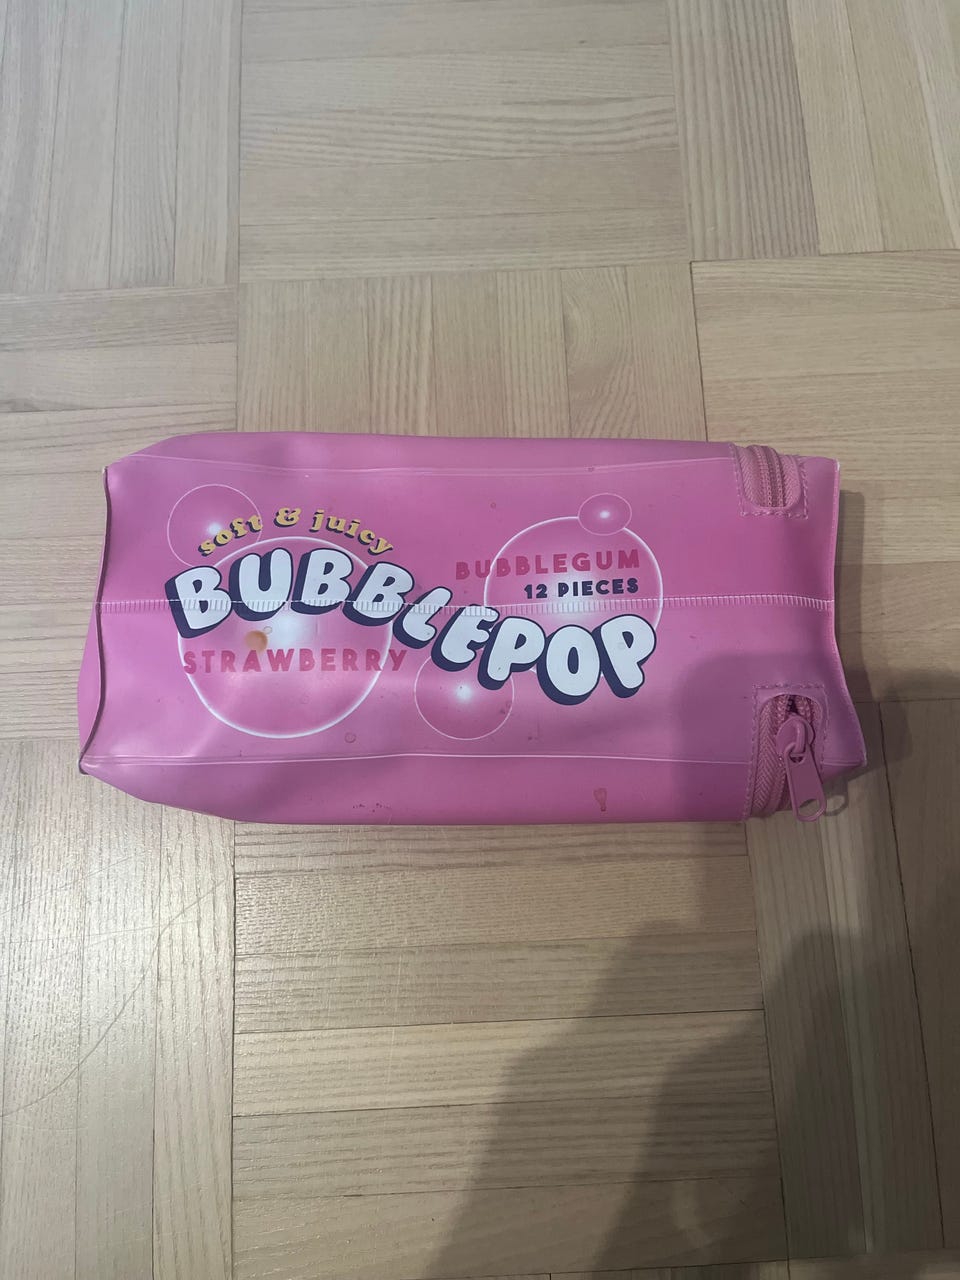 soft & juicy
BUBBLEPOP
STRAWBERRY
BUBBLEGUM
12 PIECES